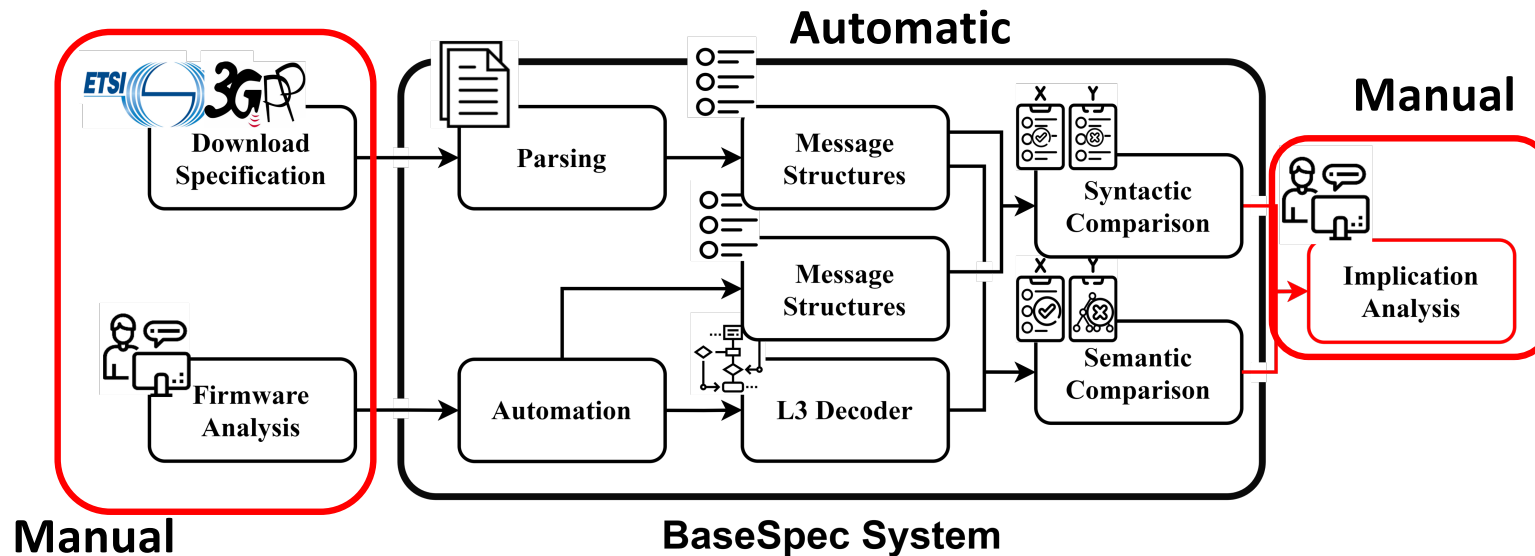 Automatic
Manual
ETSI
3GPP
Download
Specification
Parsing
Message
Structures
X Y
Syntactic
Comparison
Message
Structures
X Y
Semantic
Comparison
Implication
Analysis
Firmware
Analysis
Automation
L3 Decoder
Manual
BaseSpec System